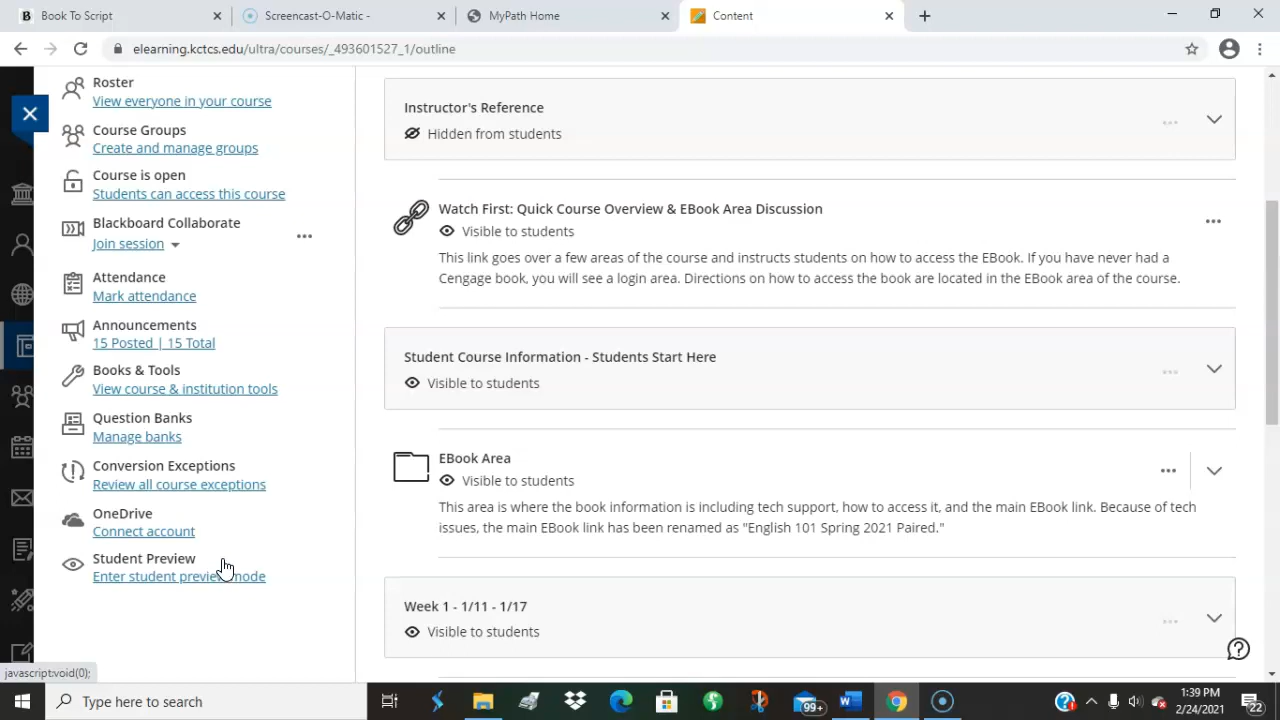 Book To Script
Screencast-O-Matic -
MyPath Home
Content
elearning.kctcs.edu/ultra/courses/_493601527_1/outline
Roster
View everyone in your course
Course Groups
Create and manage groups
Course is open
Students can access this course
Blackboard Collaborate
Join session
Attendance
Mark attendance
Announcements
15 Posted | 15 Total
Books & Tools
View course & institution tools
Question Banks
Manage banks
Conversion Exceptions
Review all course exceptions
OneDrive
Connect account
Student Preview
Enter student preview mode
Instructor's Reference
Hidden from students
Watch First: Quick Course Overview & EBook Area Discussion
Visible to students
This link goes over a few areas of the course and instructs students on how to access the EBook. If you have never had a
Cengage book, you will see a login area. Directions on how to access the book are located in the EBook area of the course.
Student Course Information - Students Start Here
Visible to students
EBook Area
Visible to students
This area is where the book information is including tech support, how to access it, and the main EBook link. Because of tech
issues, the main EBook link has been renamed as "English 101 Spring 2021 Paired."
Week 1 - 1/11 - 1/17
Visible to students
javascript:void(0);
Type here to search
99+
1:39 PM
2/24/2021
22